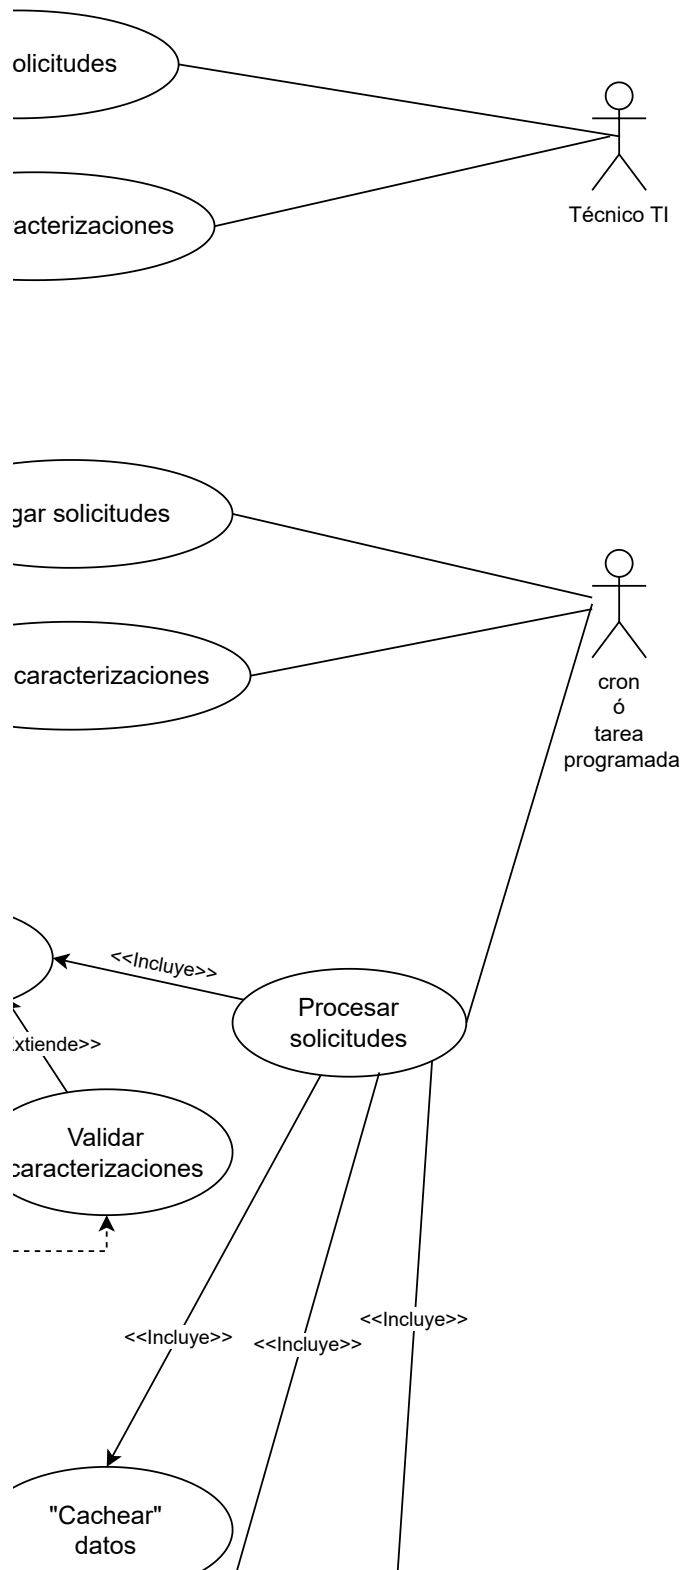 olicitudes
Técnico TI
acterizaciones
gar solicitudes
caracterizaciones
cron
ó
tarea
programada
<<Incluye>>
Procesar
solicitudes
xtiende>>
Validar
caracterizaciones
<<Incluye>>
<<Incluye>>
<<Incluye>>
"Cachear"
datos